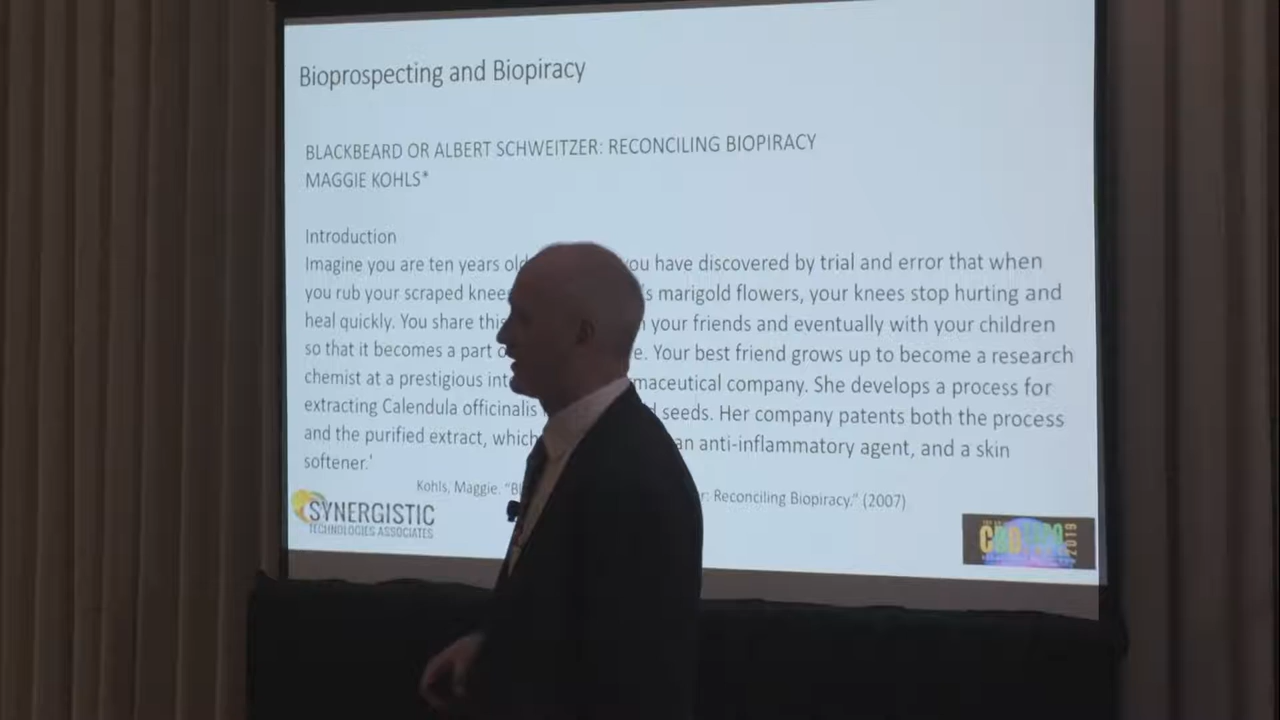 Bioprospecting and Biopiracy
BLACKBEARD OR ALBERT SCHWEITZER: RECONCILING BIOPIRACY
MAGGIE KOHLS*
Introduction
Imagine you are ten years old ou have discovered by trial and error that when
you rub your scraped knee 's marigold flowers, your knees stop hurting and
heal quickly. You share this your friends and eventually with your children
so that it becomes a part o e. Your best friend grows up to become a research
chemist at a prestigious int maceutical company. She develops a process for
extracting Calendula officinalis seeds. Her company patents both the process
and the purified extract, which an anti-inflammatory agent, and a skin
softener.'
Kohls, Maggie. "Bl r: Reconciling Biopiracy." (2007)
SYNERGISTIC
TECHNOLOGIES ASSOCIATES
CBD EXPO 2019